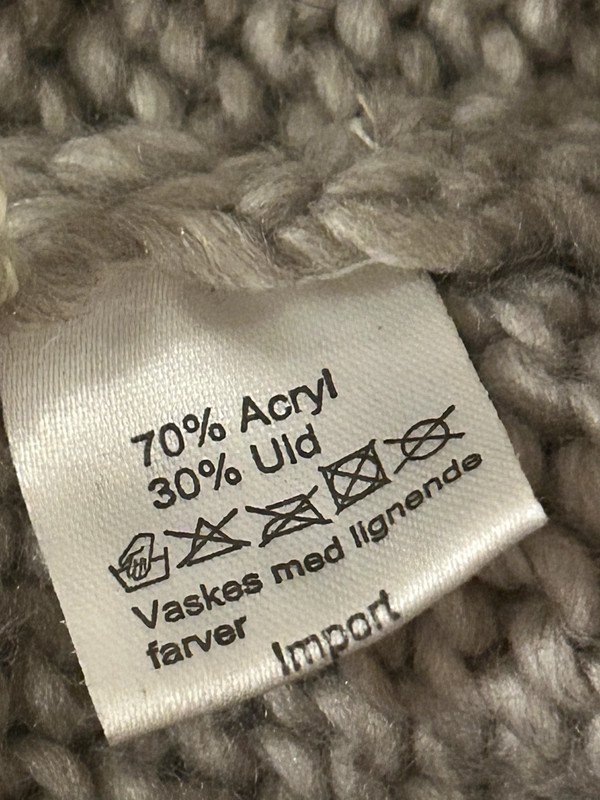 70% Acryl
30% Uld
Vaskes med lignende
farver
Import